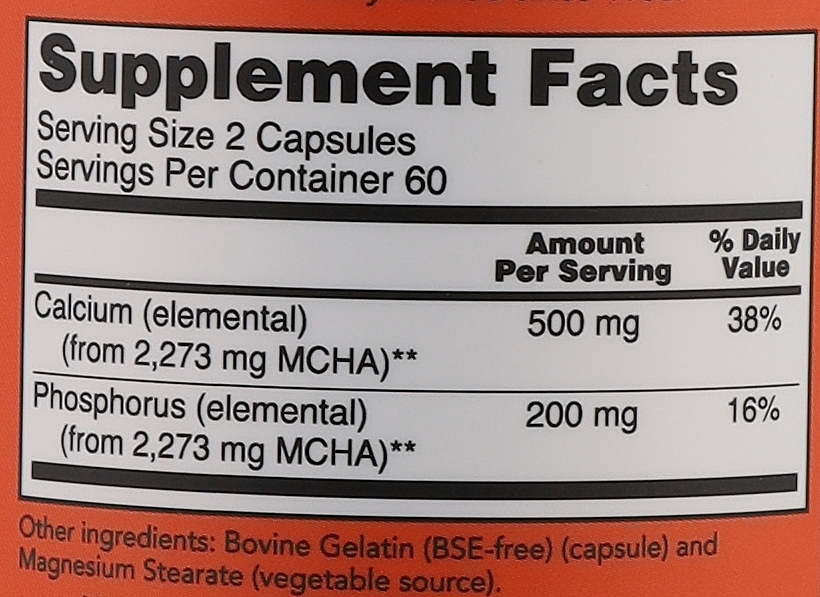 Supplement Facts
Serving Size 2 Capsules
Servings Per Container 60
Amount Per Serving
% Daily Value
Calcium (elemental) 500 mg 38%
(from 2,273 mg MCHA)**
Phosphorus (elemental) 200 mg 16%
(from 2,273 mg MCHA)**
Other ingredients: Bovine Gelatin (BSE-free) (capsule) and
Magnesium Stearate (vegetable source).